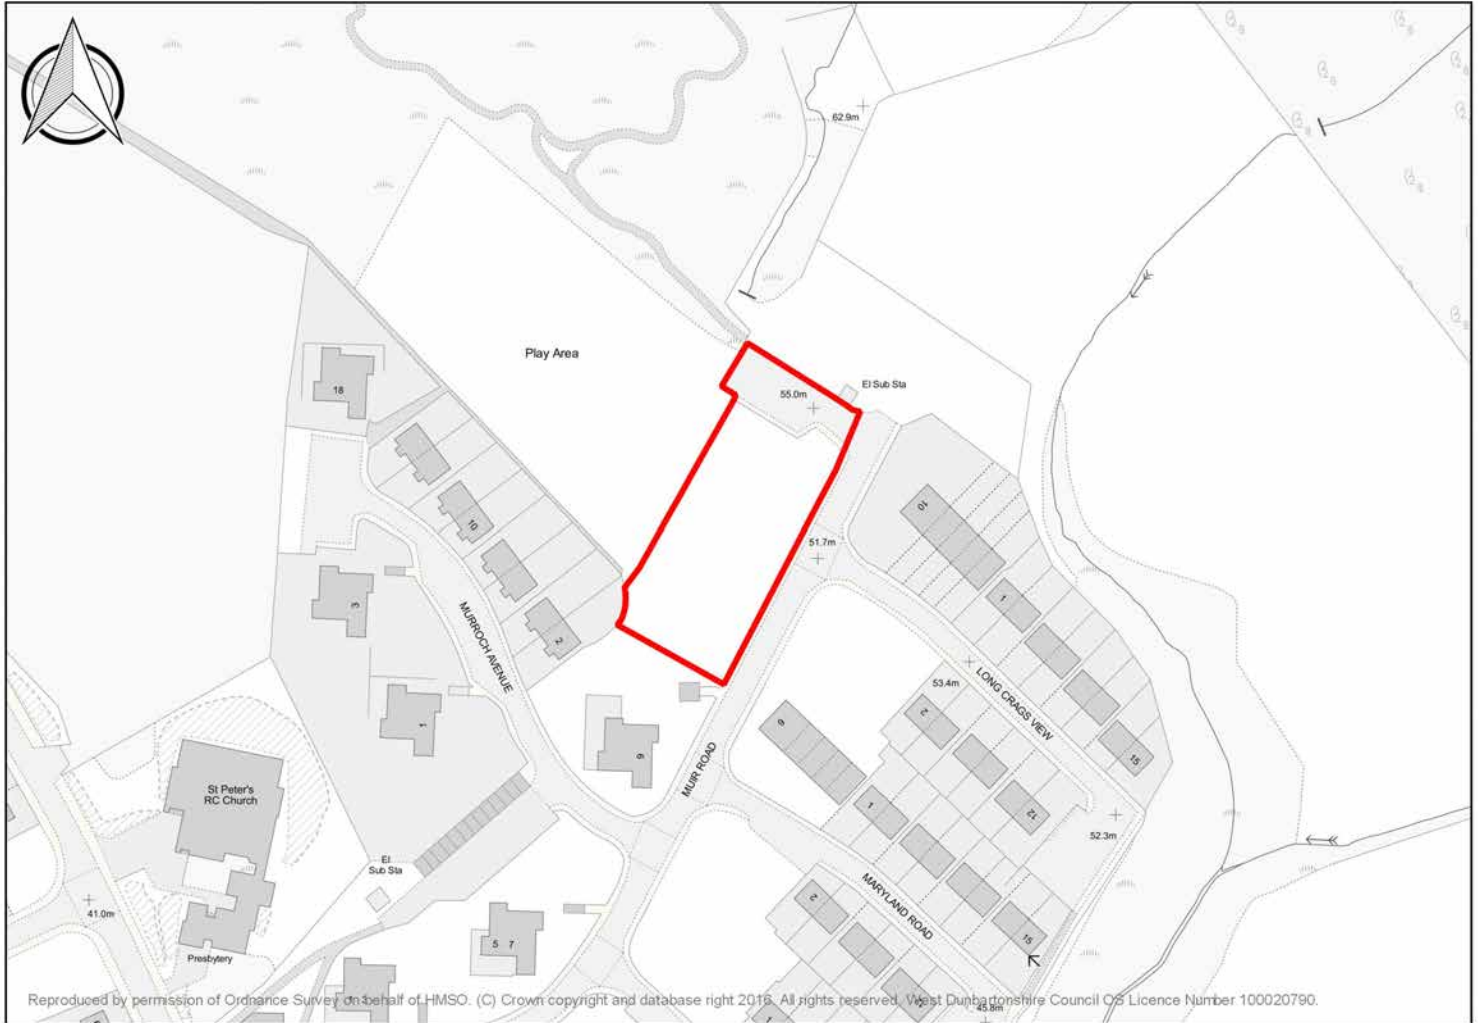 62.9m
Play Area
El Sub Sta
55.0m
18
10
10
51.7m
3
1
MURROCH AVENUE
2
LONG CRAGS VIEW
53.4m
2
1
9
6
MUIR ROAD
15
12
St Peter's
RC Church
1
52.3m
El
Sub Sta
MARYLAND ROAD
2
41.0m
5 7
15
Presbytery
Reproduced by permission of Ordnance Survey on behalf of HMSO. (C) Crown copyright and database right 2016. All rights reserved. West Dunbartonshire Council OS Licence Number 100020790.
45.8m
1